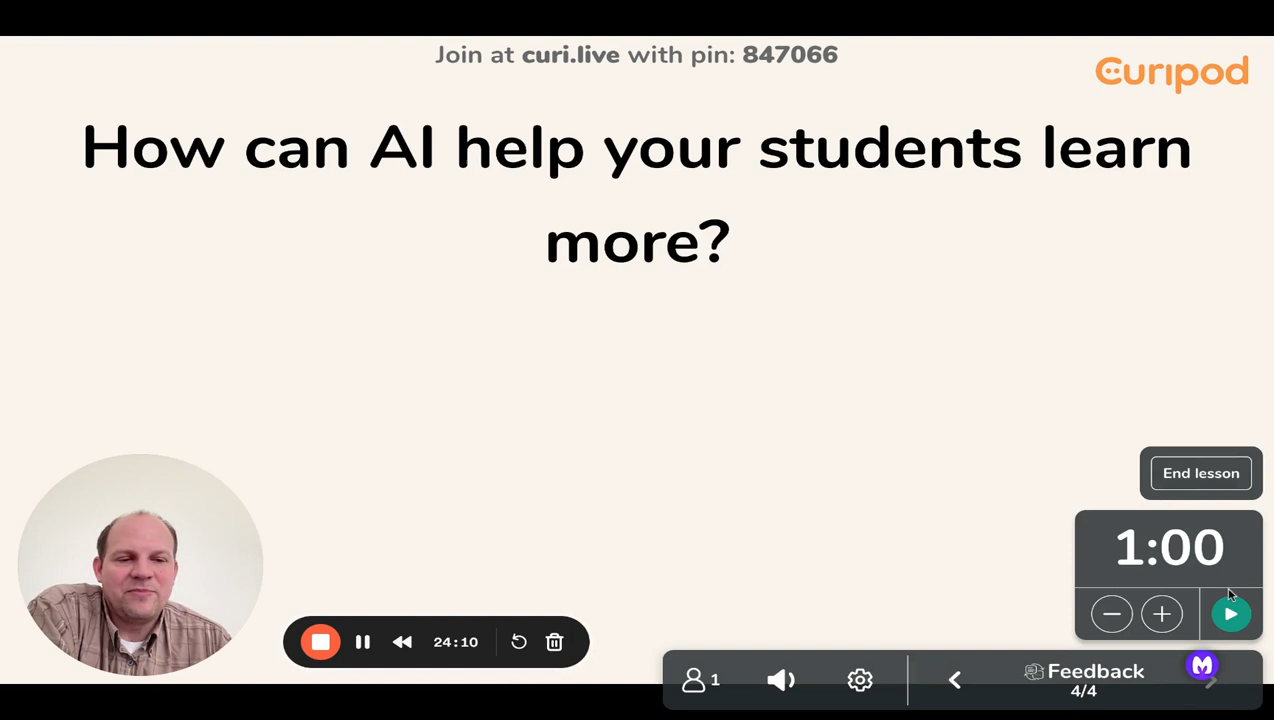 Join at curi.live with pin: 847066
Curipod
How can AI help your students learn
more?
End lesson
1:00
24:10
1
Feedback
4/4